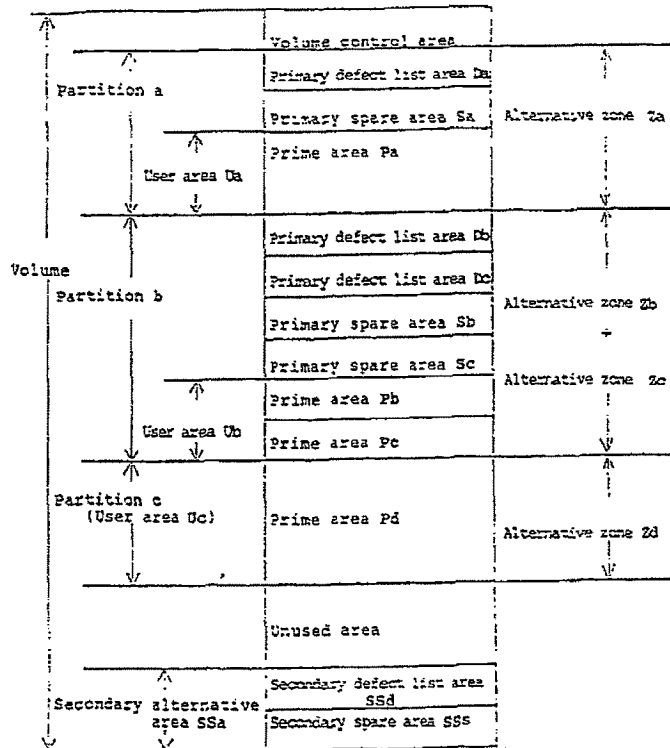 Volume control area
Primary defect list area Da
Partition a
Primary spare area Sa
Alternative zone Za
Prime area Pa
User area Ua
Primary defect list area Db
Volume
Primary defect list area Dc
Partition b
Alternative zone Zb
Primary spare area Sb
+
Primary spare area Sc
Alternative zone Zc
Prime area Pb
User area Ub
Prime area Pc
Partition c
(User area Uc)
Prime area Pd
Alternative zone Zd
Unused area
Secondary defect list area
SSd
Secondary alternative
area SSa
Secondary spare area SSs